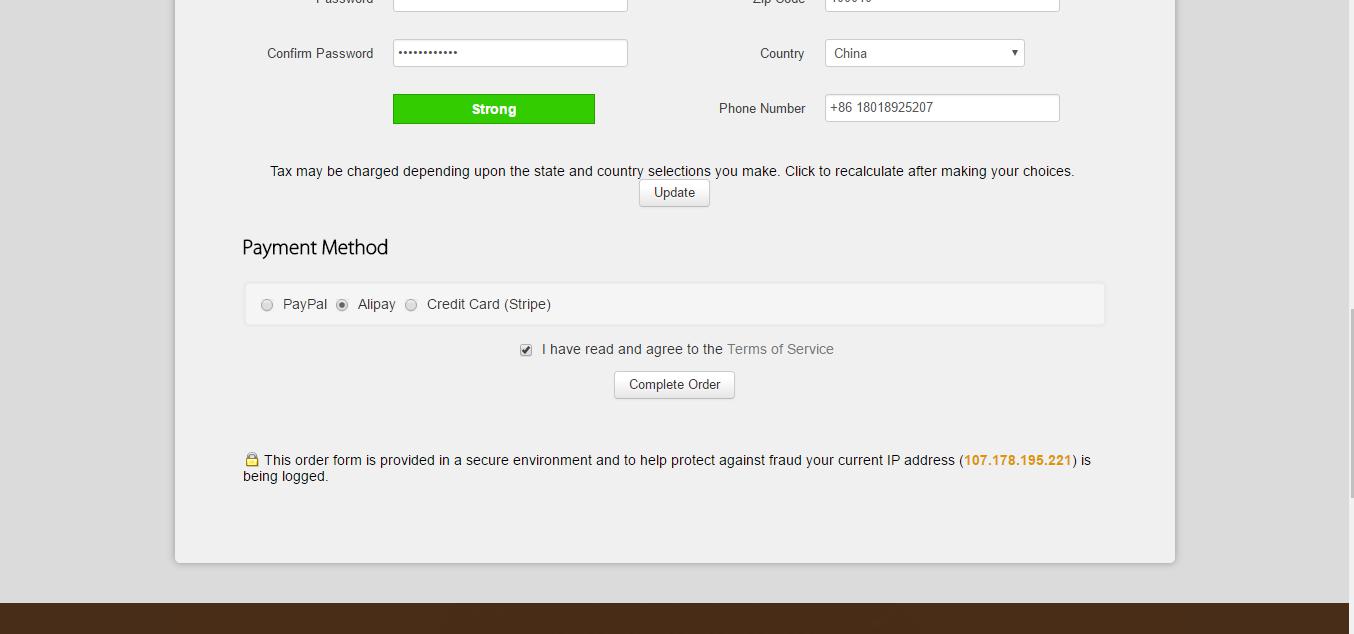 Password
Zip Code
Confirm Password ••••••••••••
Country China
Strong
Phone Number +86 18018925207
Tax may be charged depending upon the state and country selections you make. Click to recalculate after making your choices.
Update
Payment Method
PayPal Alipay Credit Card (Stripe)
I have read and agree to the Terms of Service
Complete Order
This order form is provided in a secure environment and to help protect against fraud your current IP address (107.178.195.221) is
being logged.